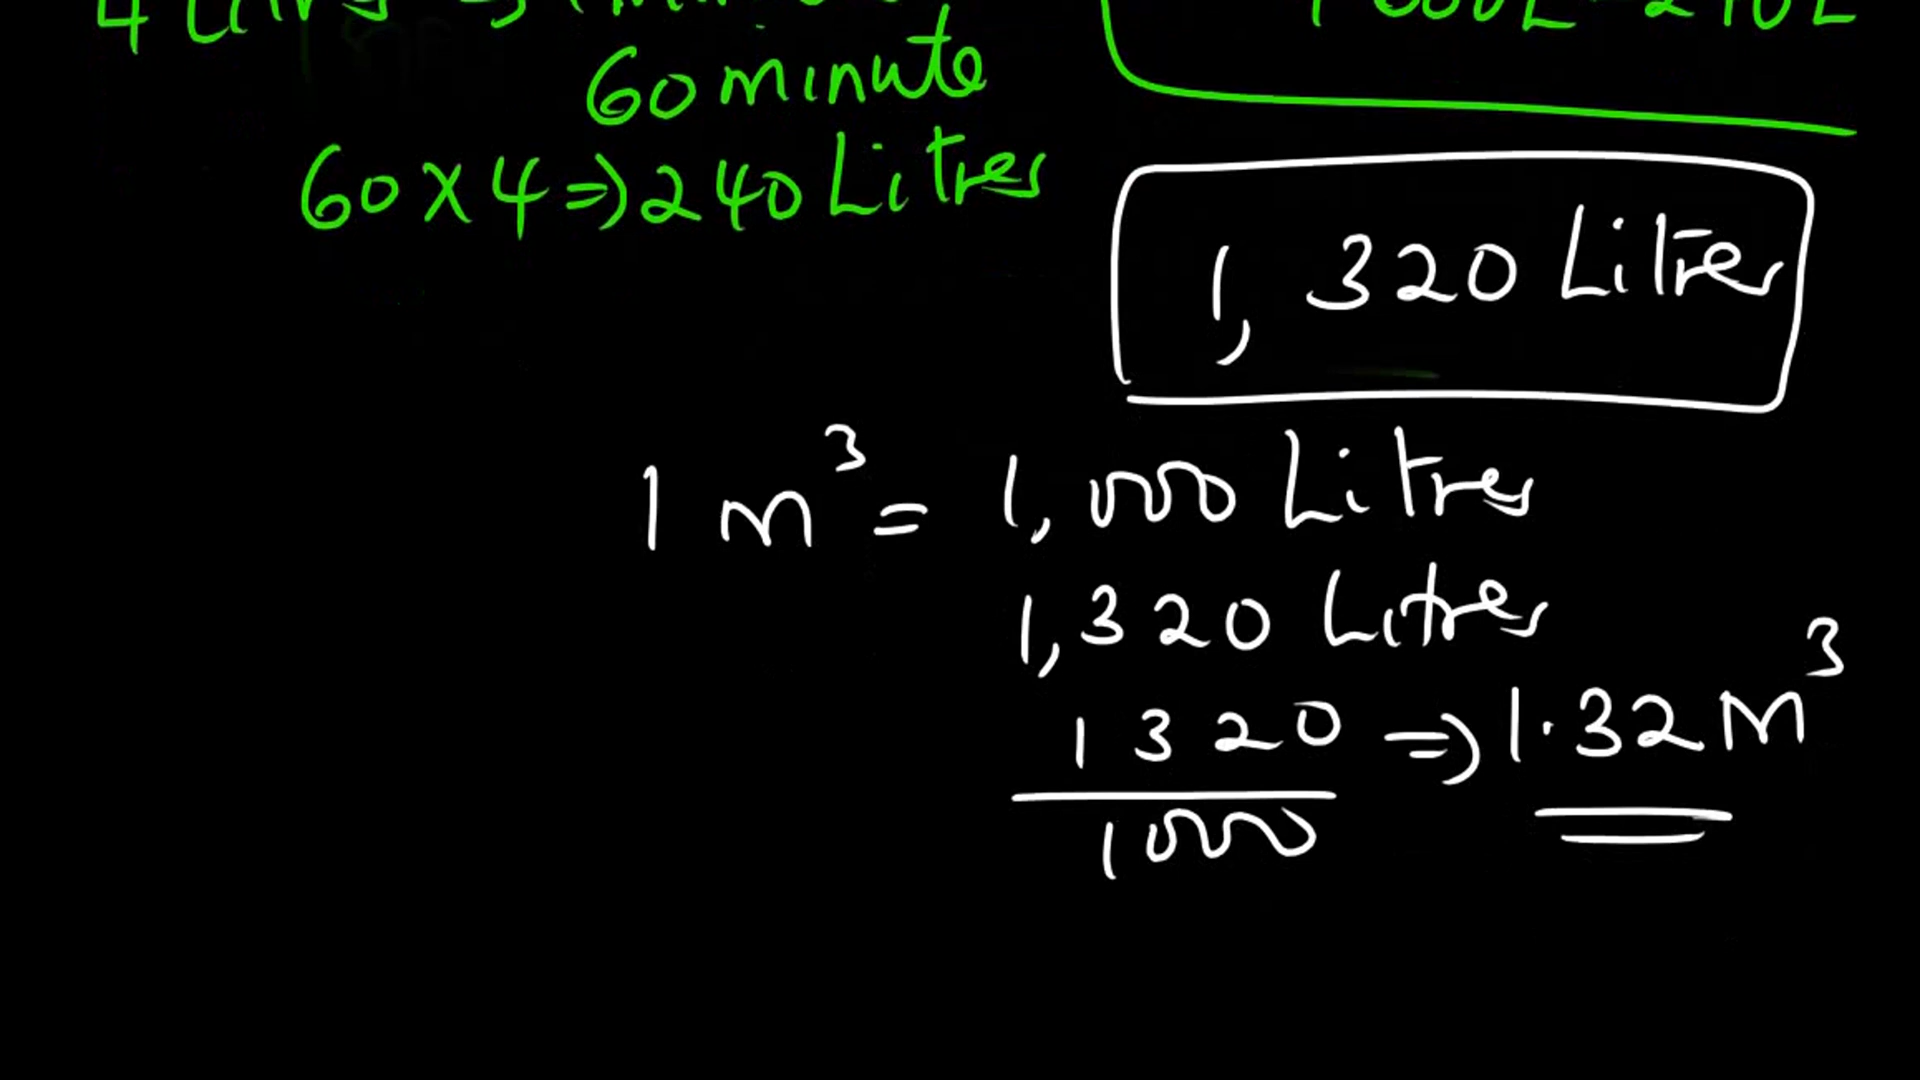 60 minute
60 x 4 => 240 Litres
1, 320 Litres
1 m³ = 1,000 Litres
1,320 Litres
1320 => 1.32 M³
1000